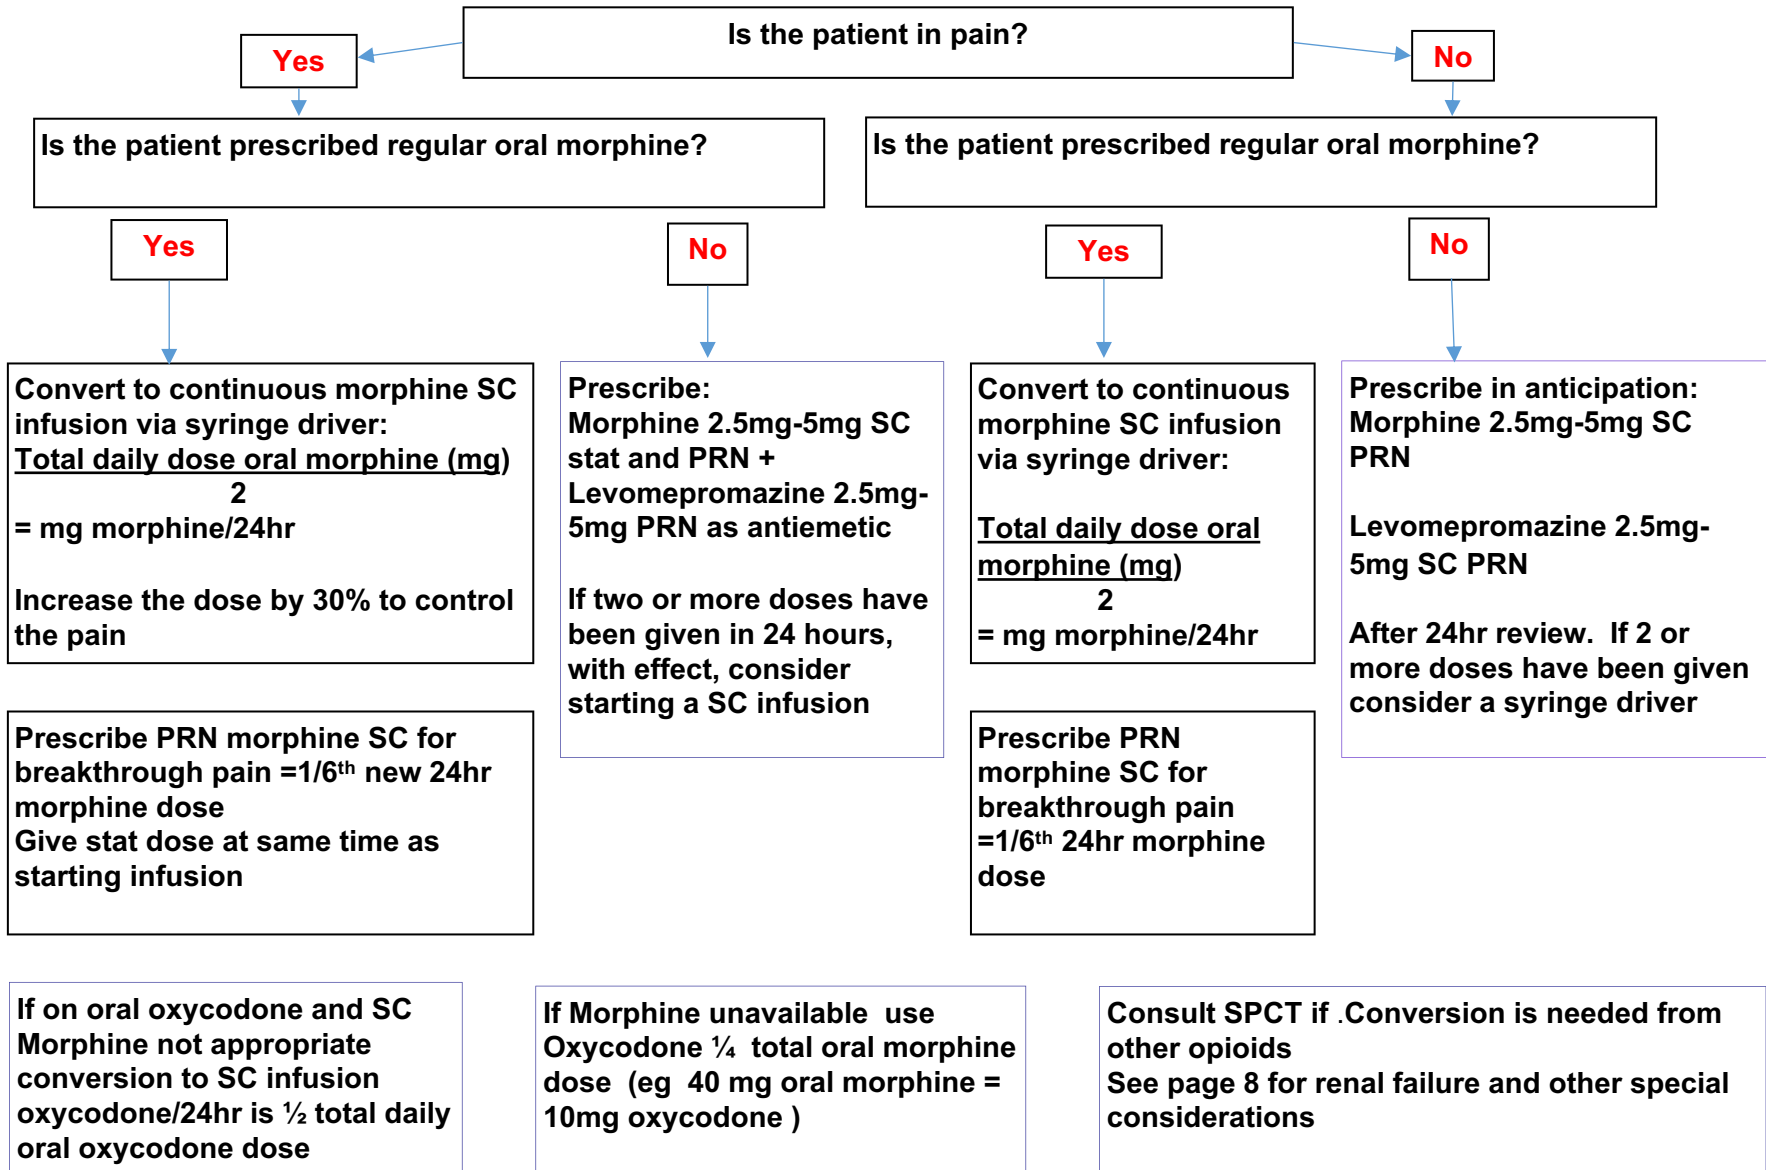 Is the patient in pain?
Yes
No
Is the patient prescribed regular oral morphine?
Is the patient prescribed regular oral morphine?
Yes
No
Yes
No
Convert to continuous morphine SC
infusion via syringe driver:
Total daily dose oral morphine (mg)
2
= mg morphine/24hr
Increase the dose by 30% to control
the pain
Prescribe:
Morphine 2.5mg-5mg SC
stat and PRN +
Levomepromazine 2.5mg-
5mg PRN as antiemetic
If two or more doses have
been given in 24 hours,
with effect, consider
starting a SC infusion
Convert to continuous
morphine SC infusion
via syringe driver:
Total daily dose oral
morphine (mg)
2
= mg morphine/24hr
Prescribe in anticipation:
Morphine 2.5mg-5mg SC
PRN
Levomepromazine 2.5mg-
5mg SC PRN
After 24hr review.  If 2 or
more doses have been given
consider a syringe driver
Prescribe PRN morphine SC for
breakthrough pain =1/6th new 24hr
morphine dose
Give stat dose at same time as
starting infusion
Prescribe PRN
morphine SC for
breakthrough pain
=1/6th 24hr morphine
dose
If on oral oxycodone and SC
Morphine not appropriate
conversion to SC infusion
oxycodone/24hr is ½ total daily
oral oxycodone dose
If Morphine unavailable  use
Oxycodone ¼  total oral morphine
dose  (eg  40 mg oral morphine =
10mg oxycodone )
Consult SPCT if .Conversion is needed from
other opioids
See page 8 for renal failure and other special
considerations